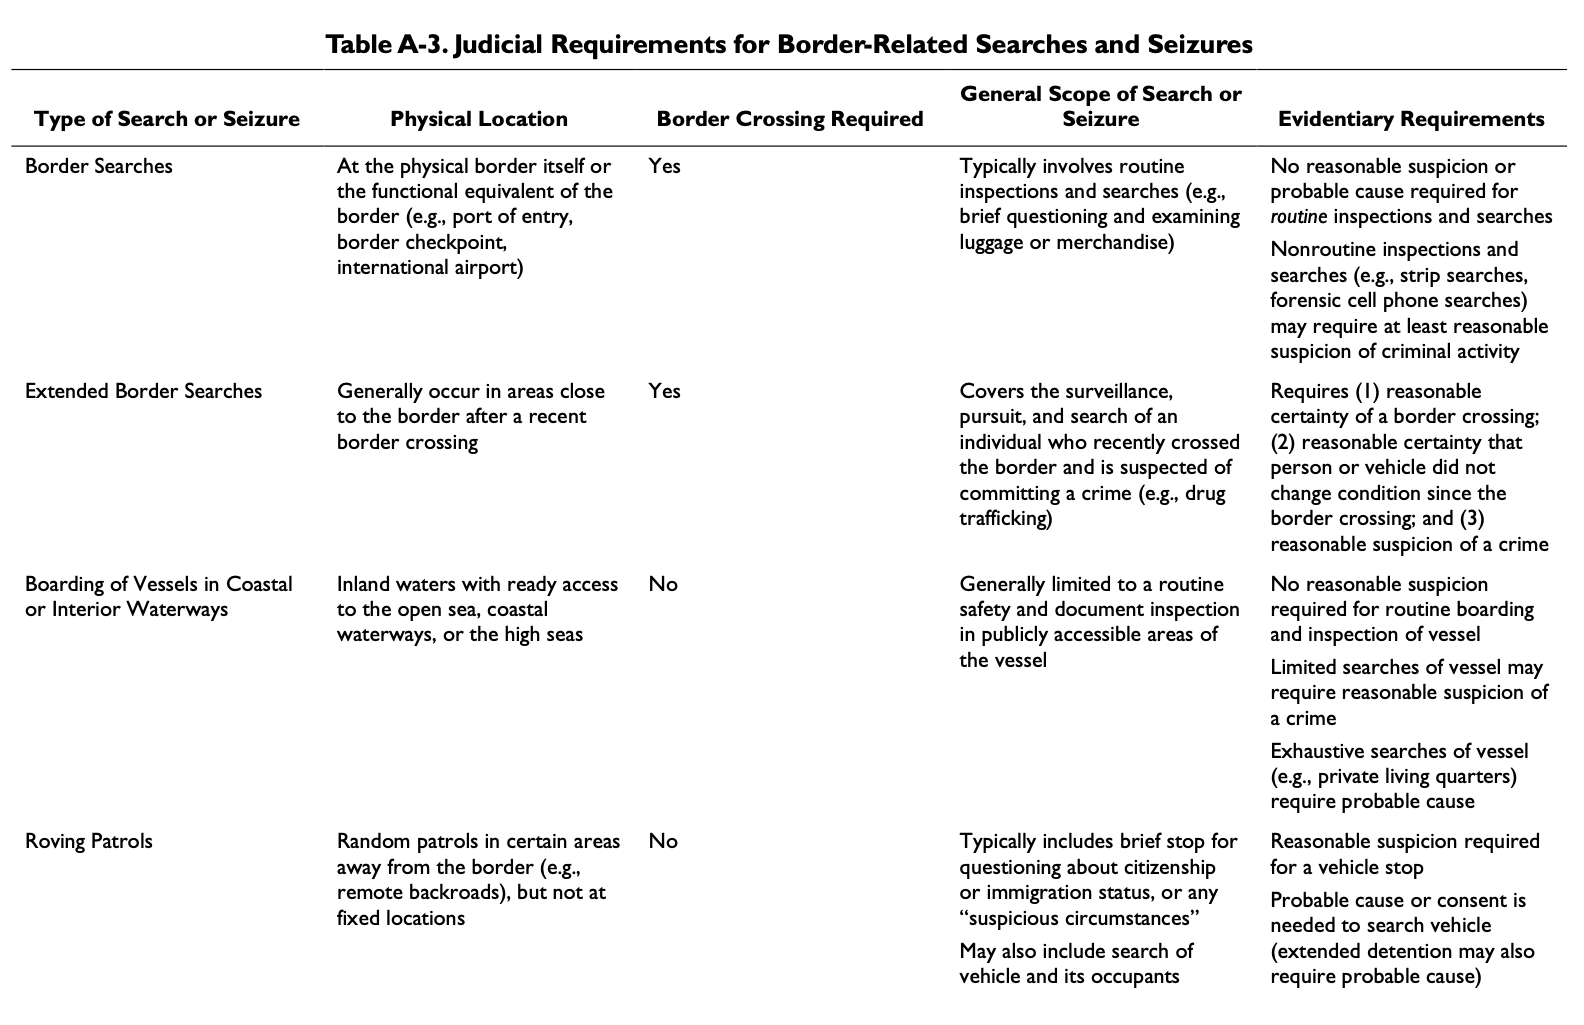 Table A-3. Judicial Requirements for Border-Related Searches and Seizures
Type of Search or Seizure
Physical Location
Border Crossing Required
General Scope of Search or
Seizure
Evidentiary Requirements
Border Searches
At the physical border itself or
the functional equivalent of the
border (e.g., port of entry,
border checkpoint,
international airport)
Yes
Typically involves routine
inspections and searches (e.g.,
brief questioning and examining
luggage or merchandise)
No reasonable suspicion or
probable cause required for
routine inspections and searches
Nonroutine inspections and
searches (e.g., strip searches,
forensic cell phone searches)
may require at least reasonable
suspicion of criminal activity
Extended Border Searches
Generally occur in areas close
to the border after a recent
border crossing
Yes
Covers the surveillance,
pursuit, and search of an
individual who recently crossed
the border and is suspected of
committing a crime (e.g., drug
trafficking)
Requires (1) reasonable
certainty of a border crossing;
(2) reasonable certainty that
person or vehicle did not
change condition since the
border crossing; and (3)
reasonable suspicion of a crime
Boarding of Vessels in Coastal
or Interior Waterways
Inland waters with ready access
to the open sea, coastal
waterways, or the high seas
No
Generally limited to a routine
safety and document inspection
in publicly accessible areas of
the vessel
No reasonable suspicion
required for routine boarding
and inspection of vessel
Limited searches of vessel may
require reasonable suspicion of
a crime
Exhaustive searches of vessel
(e.g., private living quarters)
require probable cause
Roving Patrols
Random patrols in certain areas
away from the border (e.g.,
remote backroads), but not at
fixed locations
No
Typically includes brief stop for
questioning about citizenship
or immigration status, or any
“suspicious circumstances”
May also include search of
vehicle and its occupants
Reasonable suspicion required
for a vehicle stop
Probable cause or consent is
needed to search vehicle
(extended detention may also
require probable cause)